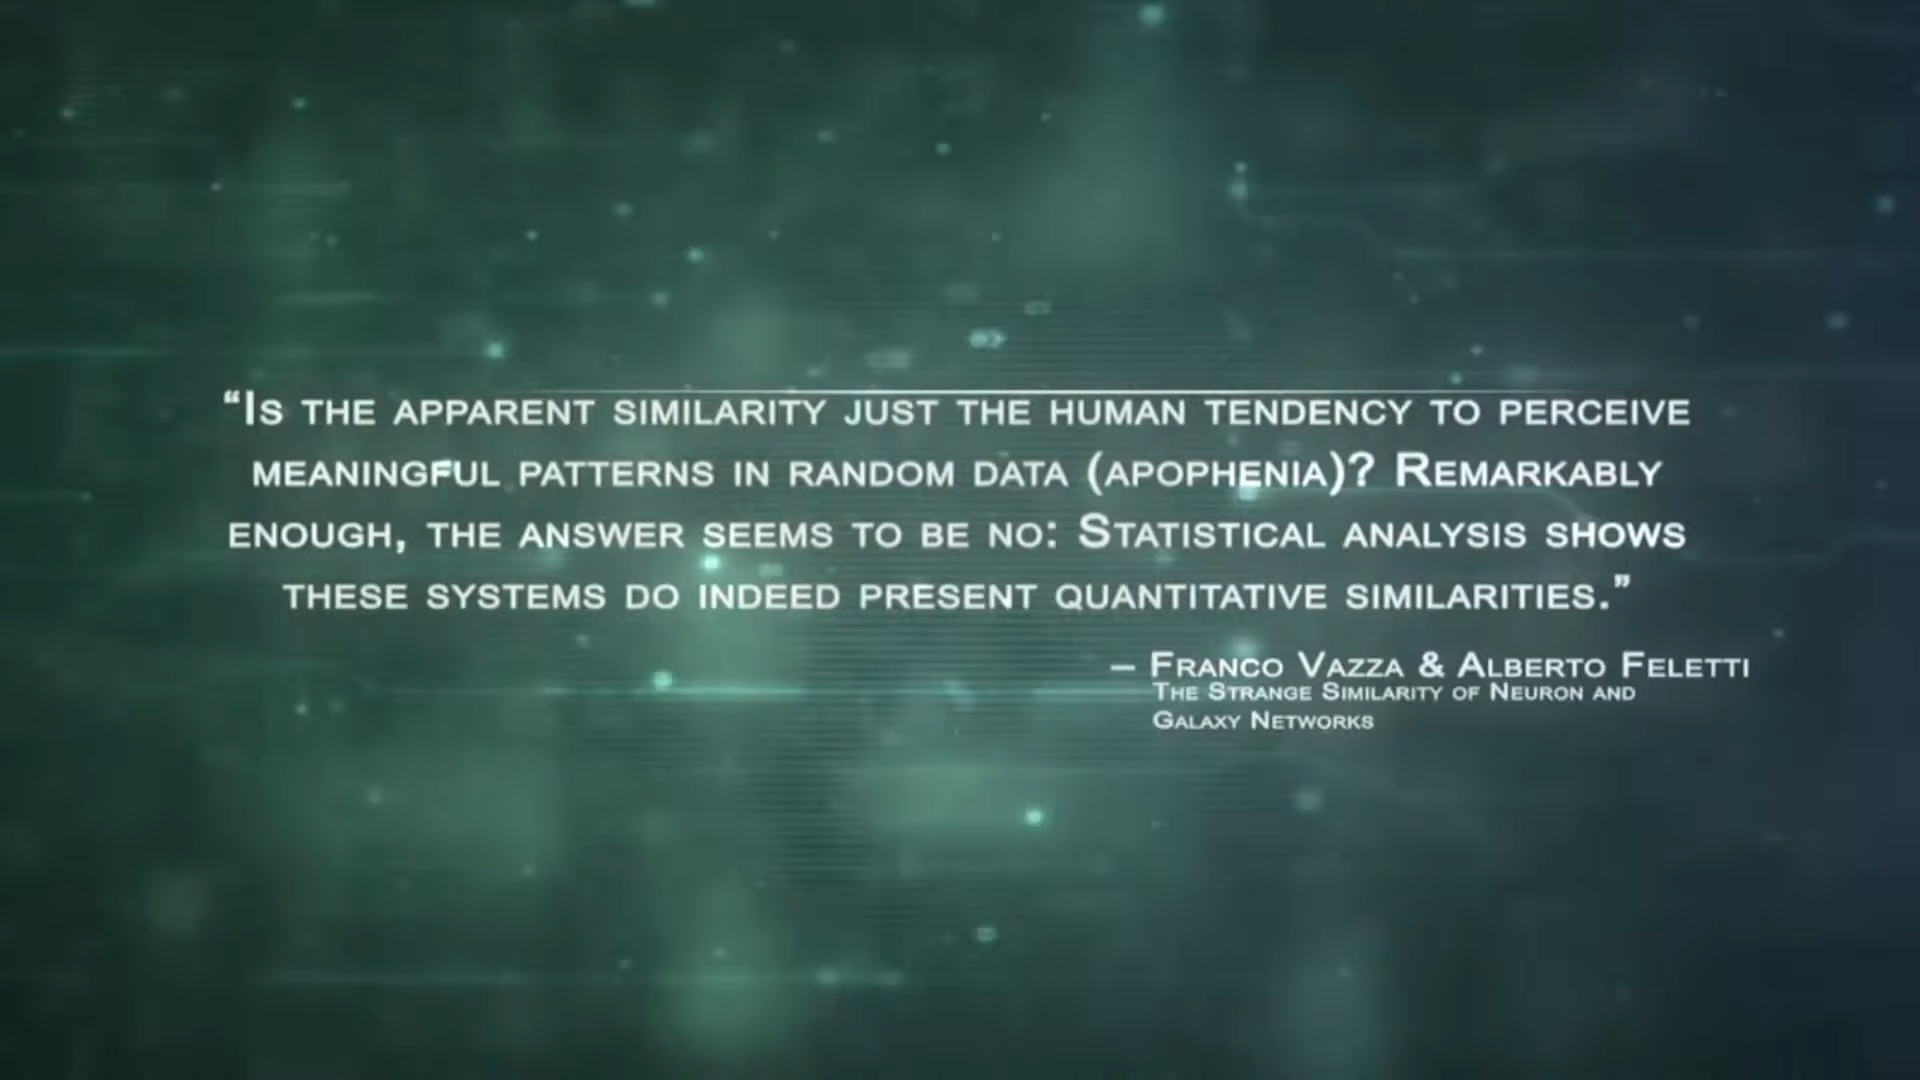 “Is the apparent similarity just the human tendency to perceive
meaningful patterns in random data (apophenia)? Remarkably
enough, the answer seems to be no: Statistical analysis shows
these systems do indeed present quantitative similarities.”
– Franco Vazza & Alberto Feletti
The Strange Similarity of Neuron and
Galaxy Networks